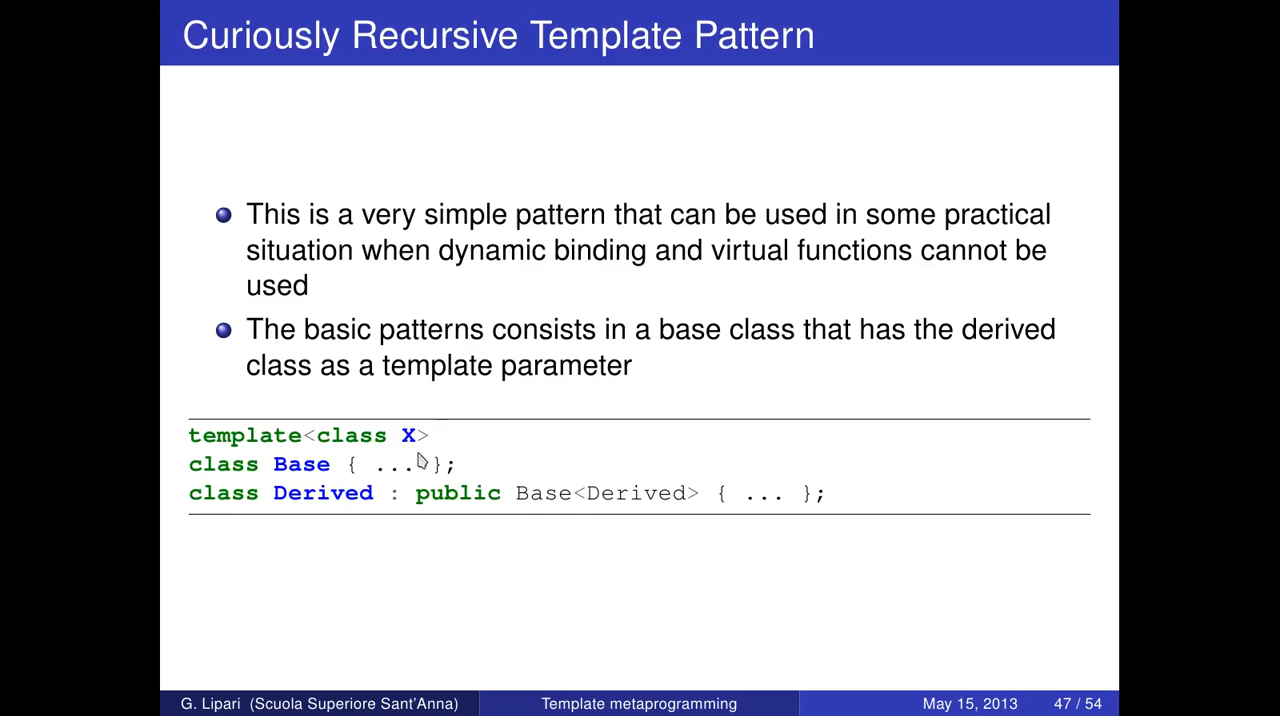 Curiously Recursive Template Pattern
This is a very simple pattern that can be used in some practical
situation when dynamic binding and virtual functions cannot be
used
The basic patterns consists in a base class that has the derived
class as a template parameter
template<class X>
class Base { ... };
class Derived : public Base<Derived> { ... };
G. Lipari (Scuola Superiore Sant'Anna) Template metaprogramming May 15, 2013 47 / 54